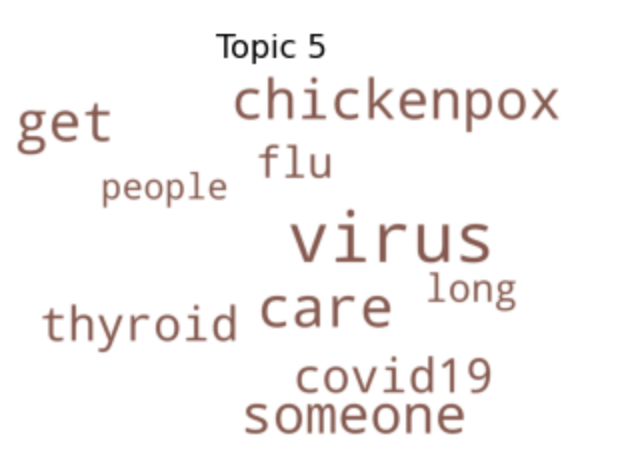 Topic 5
chickenpox
get
flu
people
virus
long
care
thyroid
covid19
someone